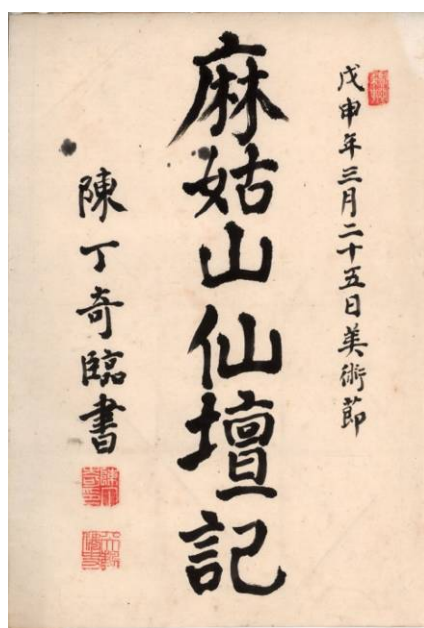 戊申年三月二十五日美術節
麻姑山仙壇記
陳丁奇臨書